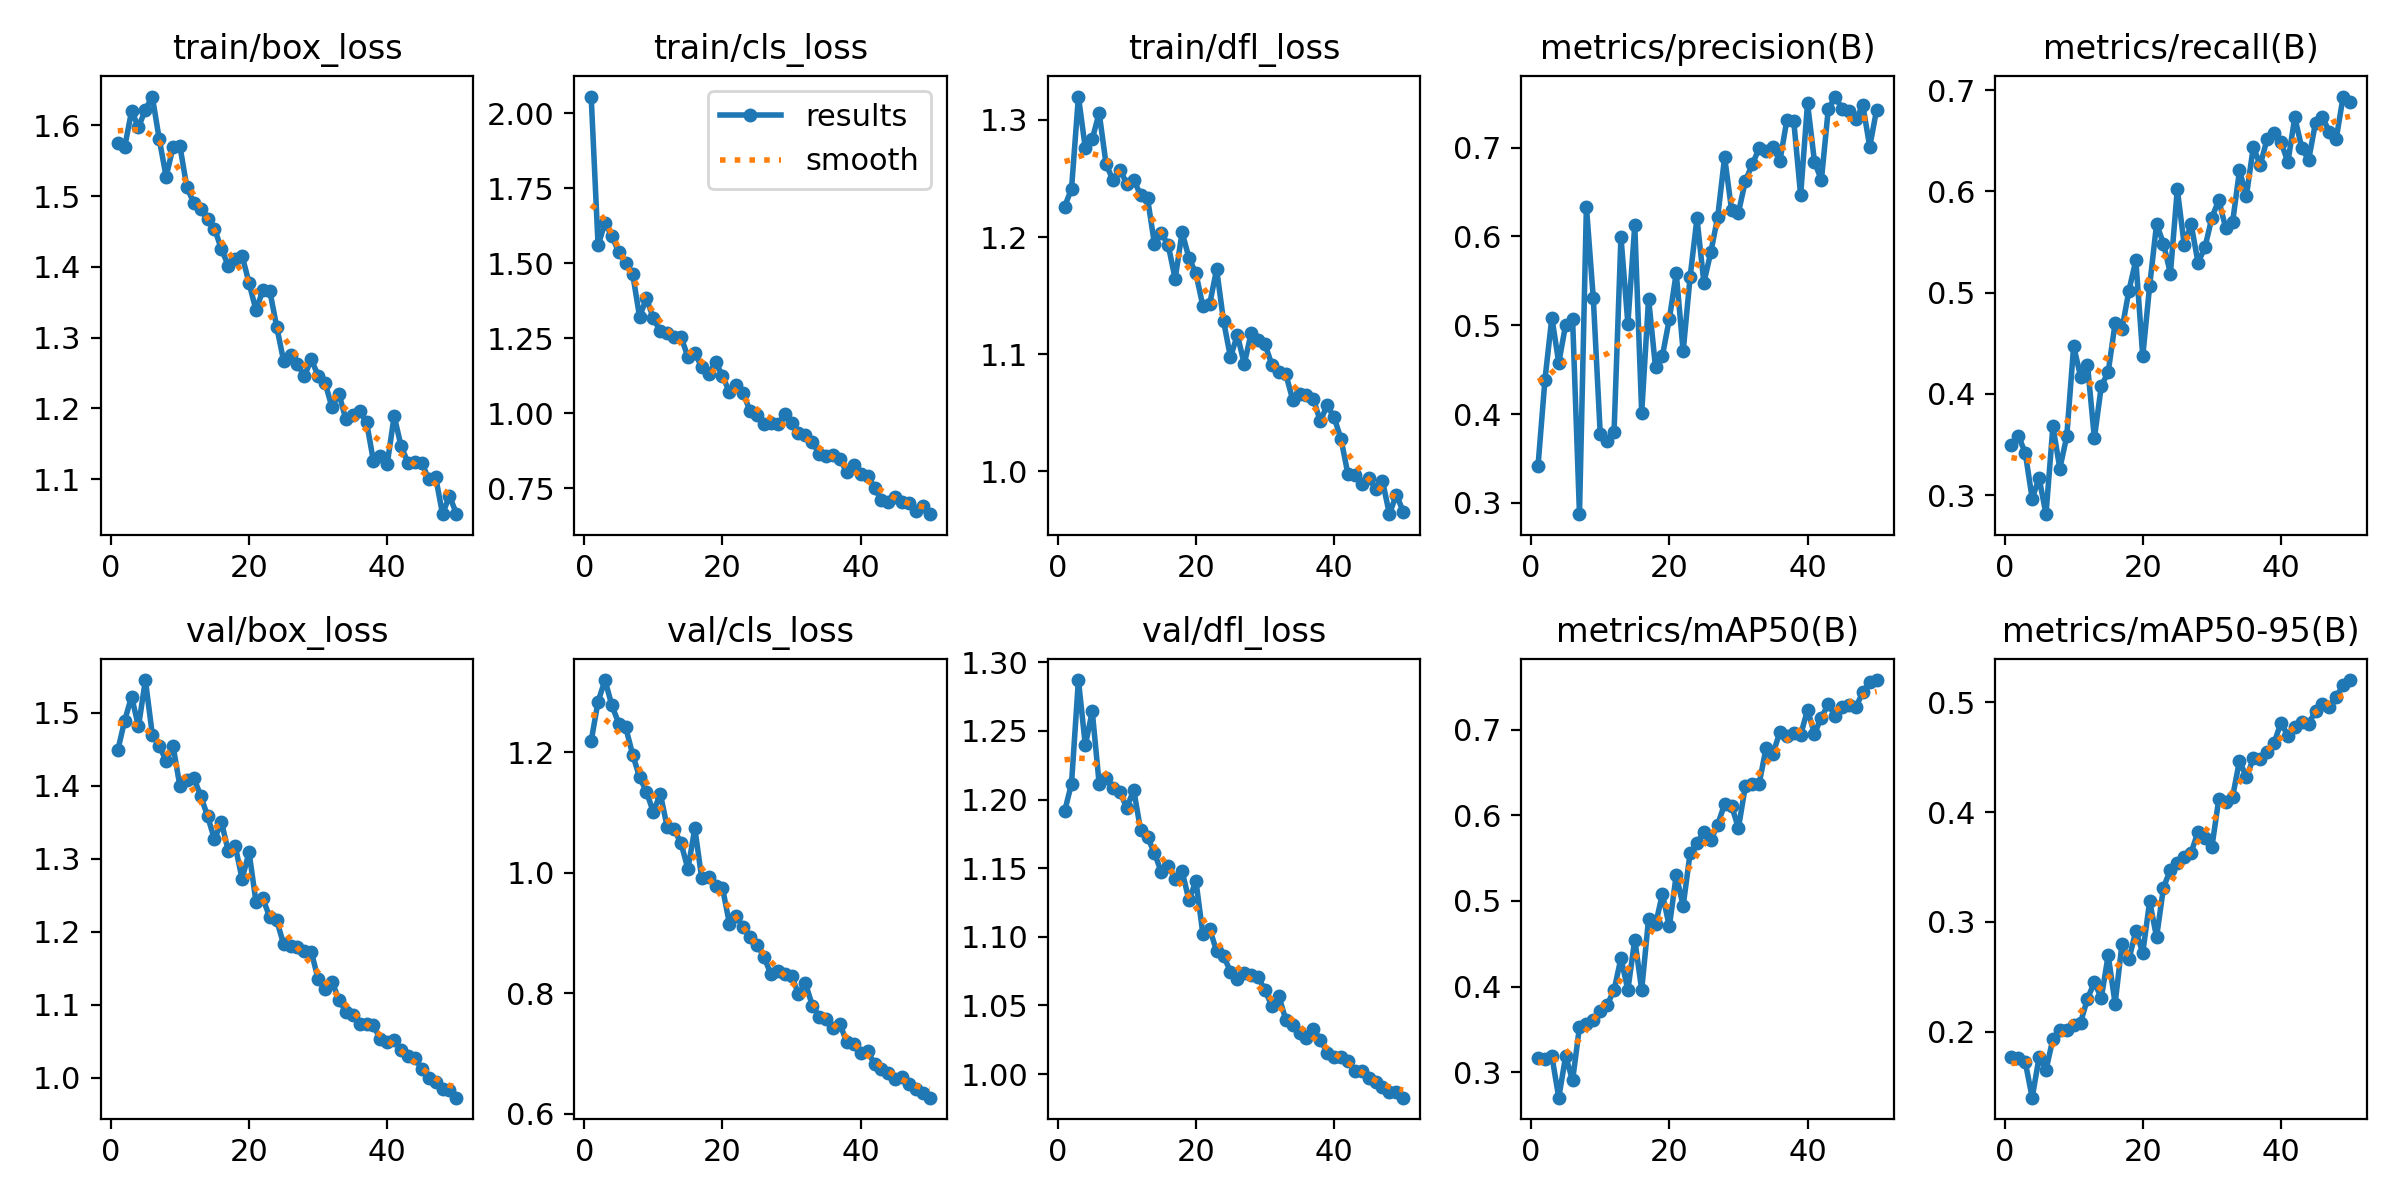 train/box_loss
1.6
1.5
1.4
1.3
1.2
1.1
0 20 40
train/cls_loss
results
smooth
2.00
1.75
1.50
1.25
1.00
0.75
0 20 40
train/dfl_loss
1.3
1.2
1.1
1.0
0 20 40
metrics/precision(B)
0.7
0.6
0.5
0.4
0.3
0 20 40
metrics/recall(B)
0.7
0.6
0.5
0.4
0.3
0 20 40
val/box_loss
1.5
1.4
1.3
1.2
1.1
1.0
0 20 40
val/cls_loss
1.2
1.0
0.8
0.6
0 20 40
val/dfl_loss
1.30
1.25
1.20
1.15
1.10
1.05
1.00
0 20 40
metrics/mAP50(B)
0.7
0.6
0.5
0.4
0.3
0 20 40
metrics/mAP50-95(B)
0.5
0.4
0.3
0.2
0 20 40